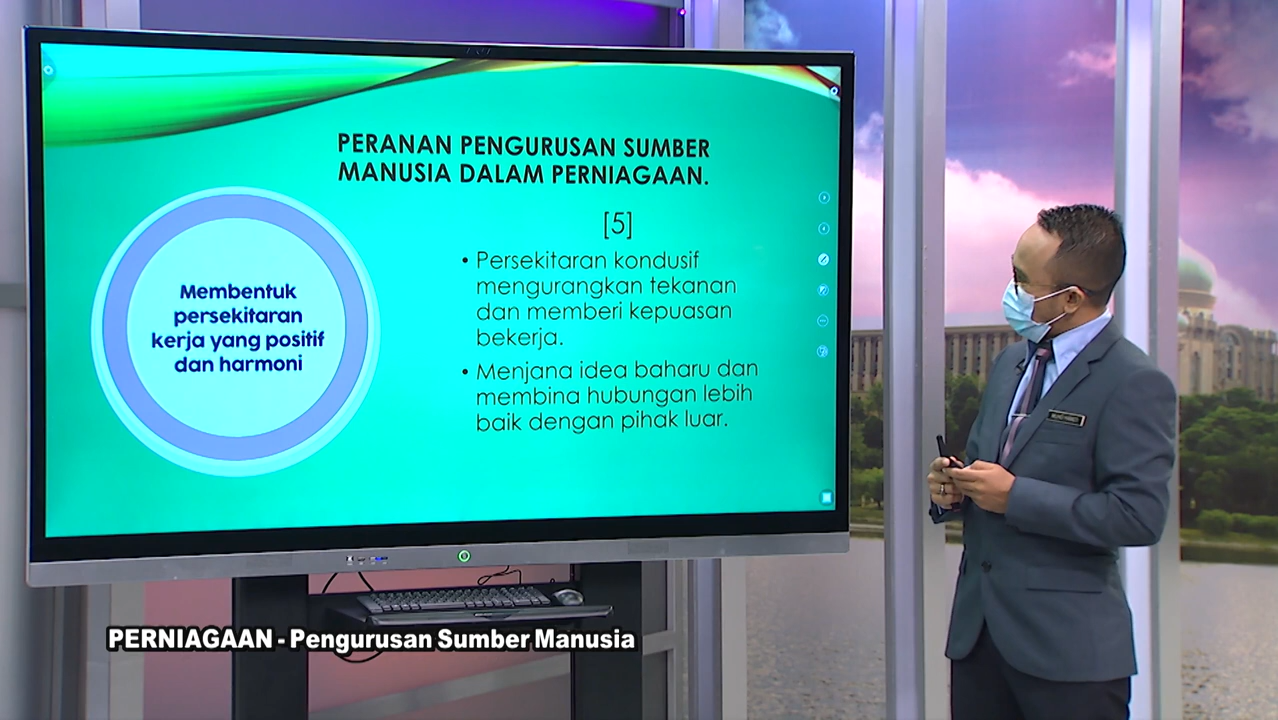 PERANAN PENGURUSAN SUMBER
MANUSIA DALAM PERNIAGAAN.
[5]
Membentuk
persekitaran
kerja yang positif
dan harmoni
• Persekitaran kondusif
mengurangkan tekanan
dan memberi kepuasan
bekerja.
• Menjana idea baharu dan
membina hubungan lebih
baik dengan pihak luar.
PERNIAGAAN - Pengurusan Sumber Manusia